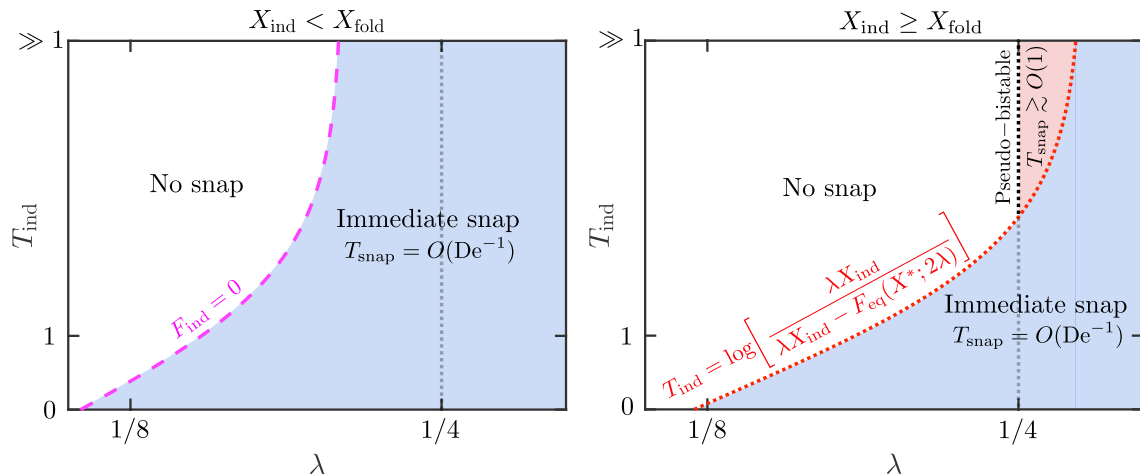 X_ind < X_fold
≫ 1
No snap
Immediate snap
T_snap = O(De⁻¹)
F_ind = 0
T_ind
1
0
1/8
1/4
λ
X_ind ≥ X_fold
≫ 1
Pseudo−bistable
T_snap ≳ O(1)
No snap
T_ind = log[λX_ind / (λX_ind − F_eq(X*; 2λ))]
Immediate snap
T_snap = O(De⁻¹)
T_ind
1
0
1/8
1/4
λ